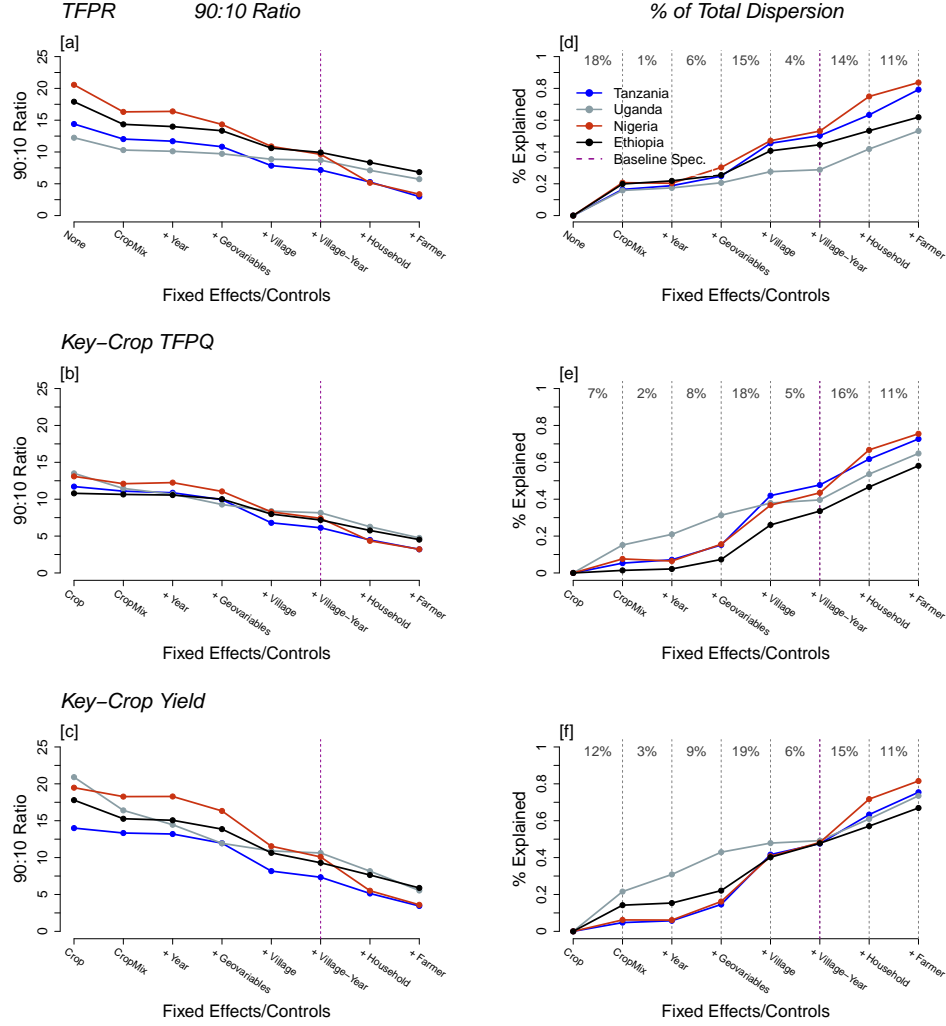 TFPR 90:10 Ratio % of Total Dispersion
[a]
25
20
15
10
5
0
90:10 Ratio
None CropMix + Year + Geovariables + Village + Village−Year + Household + Farmer
Fixed Effects/Controls
[d]
18% 1% 6% 15% 4% 14% 11%
1
0.8
0.6
0.4
0.2
0
% Explained
Tanzania
Uganda
Nigeria
Ethiopia
Baseline Spec.
None CropMix + Year + Geovariables + Village + Village−Year + Household + Farmer
Fixed Effects/Controls
Key−Crop TFPQ
[b]
25
20
15
10
5
0
90:10 Ratio
Crop CropMix + Year + Geovariables + Village + Village−Year + Household + Farmer
Fixed Effects/Controls
[e]
7% 2% 8% 18% 5% 16% 11%
1
0.8
0.6
0.4
0.2
0
% Explained
Crop CropMix + Year + Geovariables + Village + Village−Year + Household + Farmer
Fixed Effects/Controls
Key−Crop Yield
[c]
25
20
15
10
5
0
90:10 Ratio
Crop CropMix + Year + Geovariables + Village + Village−Year + Household + Farmer
Fixed Effects/Controls
[f]
12% 3% 9% 19% 6% 15% 11%
1
0.8
0.6
0.4
0.2
0
% Explained
Crop CropMix + Year + Geovariables + Village + Village−Year + Household + Farmer
Fixed Effects/Controls